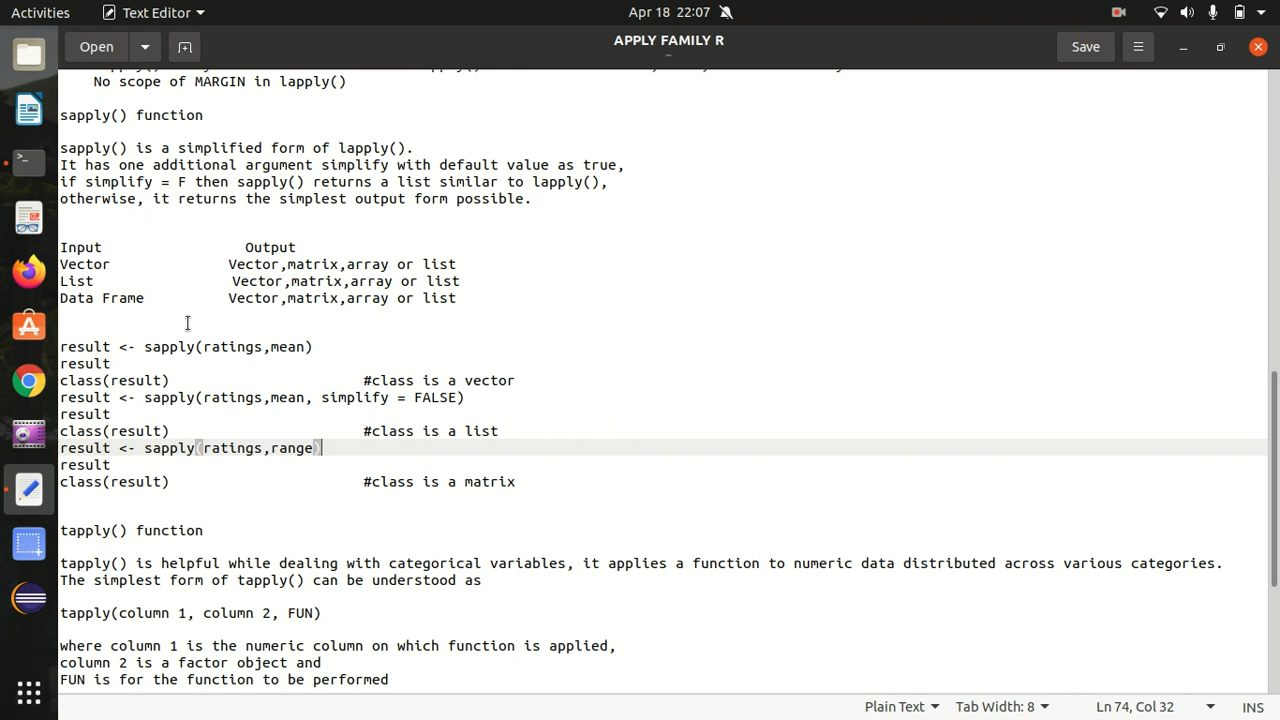 Activities Text Editor Apr 18 22:07
Open APPLY FAMILY R Save
~
No scope of MARGIN in lapply()
sapply() function
sapply() is a simplified form of lapply().
It has one additional argument simplify with default value as true,
if simplify = F then sapply() returns a list similar to lapply(),
otherwise, it returns the simplest output form possible.
Input Output
Vector Vector,matrix,array or list
List Vector,matrix,array or list
Data Frame Vector,matrix,array or list
result <- sapply(ratings,mean)
result
class(result) #class is a vector
result <- sapply(ratings,mean, simplify = FALSE)
result
class(result) #class is a list
result <- sapply(ratings,range)
result
class(result) #class is a matrix
tapply() function
tapply() is helpful while dealing with categorical variables, it applies a function to numeric data distributed across various categories.
The simplest form of tapply() can be understood as
tapply(column 1, column 2, FUN)
where column 1 is the numeric column on which function is applied,
column 2 is a factor object and
FUN is for the function to be performed
Plain Text Tab Width: 8 Ln 74, Col 32 INS